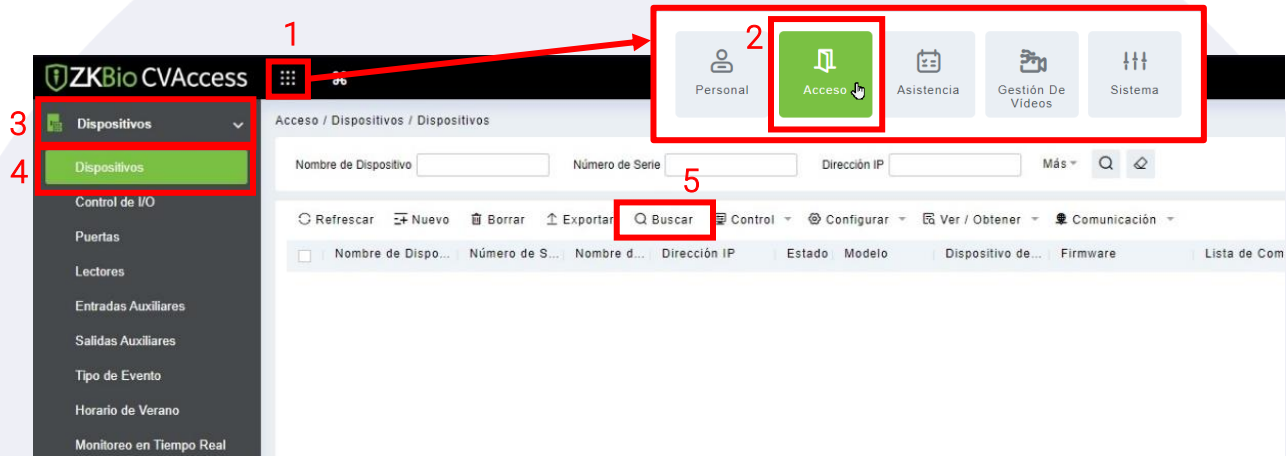 1
2
Personal
Acceso
Asistencia
Gestión De
Vídeos
Sistema
ZKBio CVAccess
3
Dispositivos
Acceso / Dispositivos / Dispositivos
4
Dispositivos
Nombre de Dispositivo
Número de Serie
Dirección IP
Más
5
Control de I/O
Refrescar Nuevo Borrar Exportar Buscar Control Configurar Ver / Obtener Comunicación
Puertas
Nombre de Dispo... Número de S... Nombre d... Dirección IP Estado Modelo Dispositivo de... Firmware Lista de Com
Lectores
Entradas Auxiliares
Salidas Auxiliares
Tipo de Evento
Horario de Verano
Monitoreo en Tiempo Real